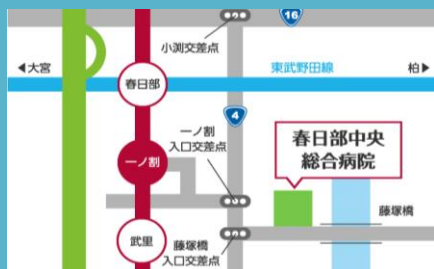 16
小渕交差点
◀大宮
東武野田線
柏▶
春日部
4
一ノ割
入口交差点
春日部中央
総合病院
一ノ割
藤塚橋
武里
藤塚橋
入口交差点